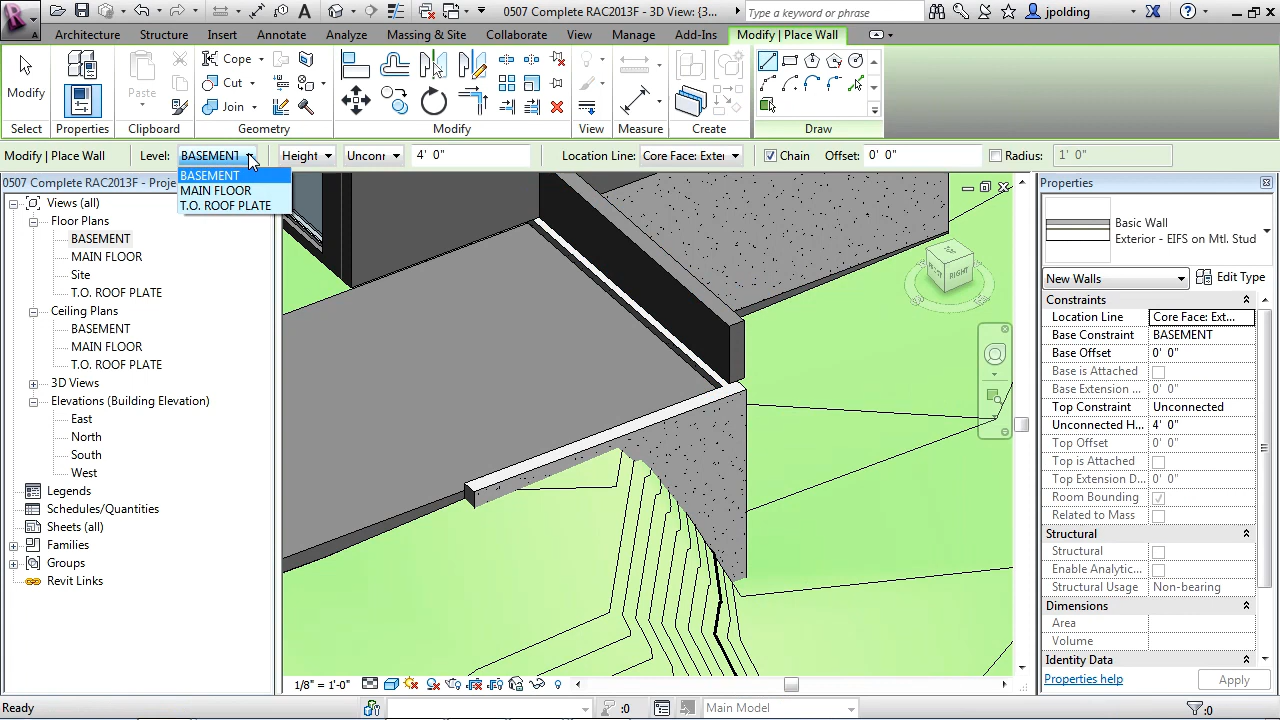 0507 Complete RAC2013F - 3D View: {3...
Type a keyword or phrase
jpolding
Architecture Structure Insert Annotate Analyze Massing & Site Collaborate View Manage Add-Ins Modify | Place Wall
Modify
Paste
Cope
Cut
Join
Select Properties Clipboard Geometry Modify View Measure Create Draw
Modify | Place Wall Level: BASEMENT Height Uncon 4' 0" Location Line: Core Face: Exte Chain Offset: 0' 0" Radius: 1' 0"
BASEMENT
MAIN FLOOR
T.O. ROOF PLATE
0507 Complete RAC2013F - Proje
Views (all)
Floor Plans
BASEMENT
MAIN FLOOR
Site
T.O. ROOF PLATE
Ceiling Plans
BASEMENT
MAIN FLOOR
T.O. ROOF PLATE
3D Views
Elevations (Building Elevation)
East
North
South
West
Legends
Schedules/Quantities
Sheets (all)
Families
Groups
Revit Links
TOP
RIGHT
Properties
Basic Wall
Exterior - EIFS on Mtl. Stud
New Walls Edit Type
Constraints
Location Line Core Face: Ext...
Base Constraint BASEMENT
Base Offset 0' 0"
Base is Attached
Base Extension ... 0' 0"
Top Constraint Unconnected
Unconnected H... 4' 0"
Top Offset 0' 0"
Top is Attached
Top Extension D... 0' 0"
Room Bounding
Related to Mass
Structural
Structural
Enable Analytic...
Structural Usage Non-bearing
Dimensions
Area
Volume
Identity Data
Properties help Apply
1/8" = 1'-0"
Ready :0 Main Model :0